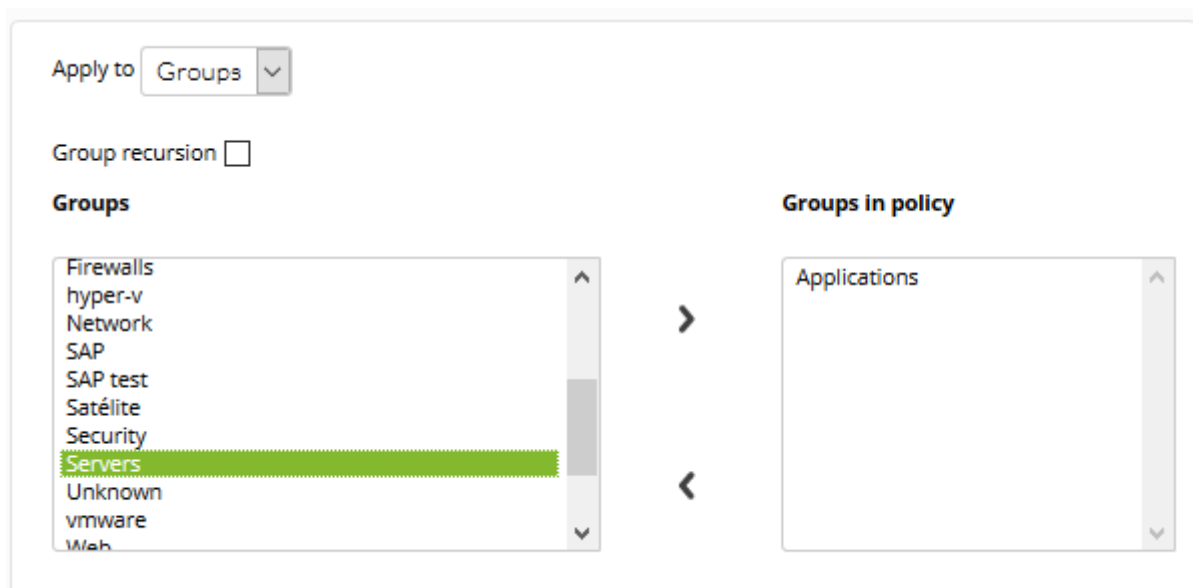 Apply to Groups
Group recursion
Groups
Groups in policy
Firewalls
hyper-v
Network
SAP
SAP test
Satélite
Security
Servers
Unknown
vmware
Web
Applications